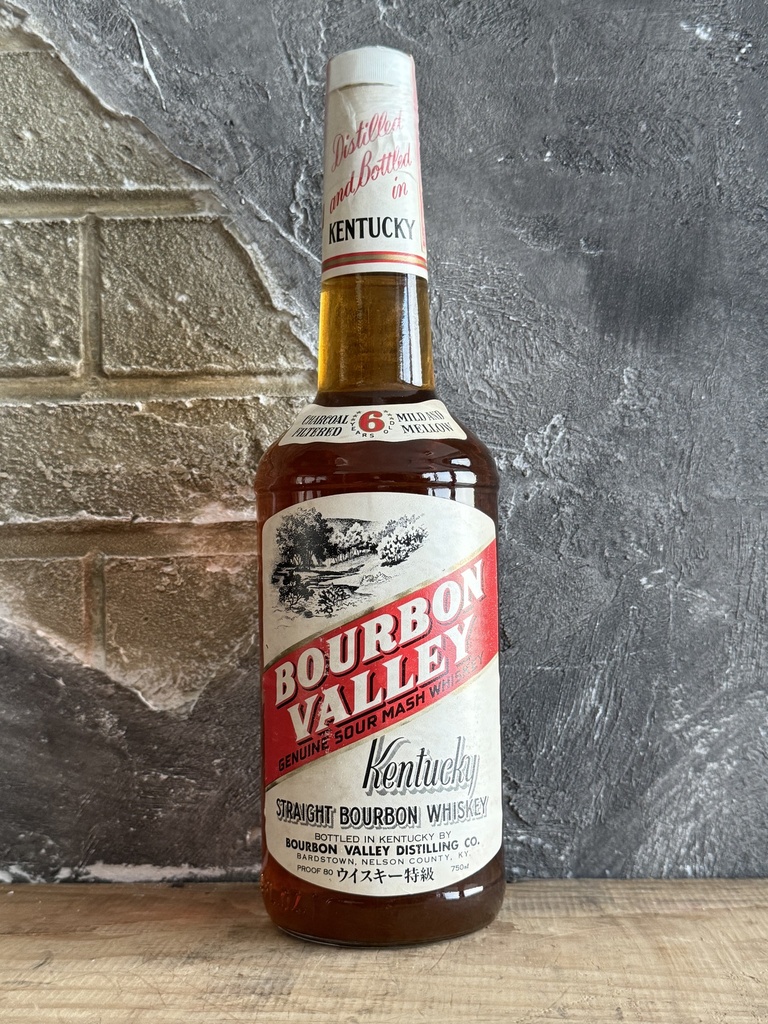 Distilled
and Bottled
in
KENTUCKY
CHARCOAL 6 MILD AND
FILTERED YEARS OLD MELLOW
BOURBON
VALLEY
GENUINE SOUR MASH WHISKEY
Kentucky
STRAIGHT BOURBON WHISKEY
BOTTLED IN KENTUCKY BY
BOURBON VALLEY DISTILLING CO.
BARDSTOWN, NELSON COUNTY, KY.
PROOF 80 ウイスキー特級 750ml